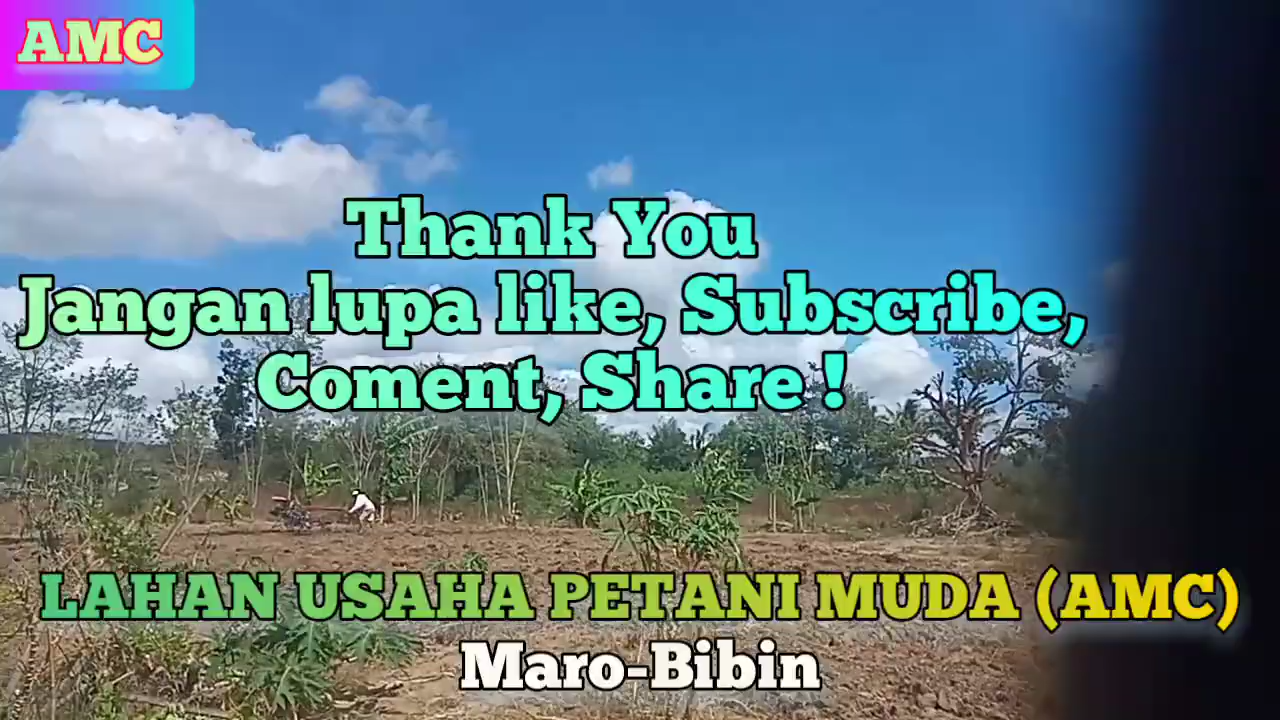 AMC
Thank You
Jangan lupa like, Subscribe,
Coment, Share !
LAHAN USAHA PETANI MUDA (AMC)
Maro-Bibin